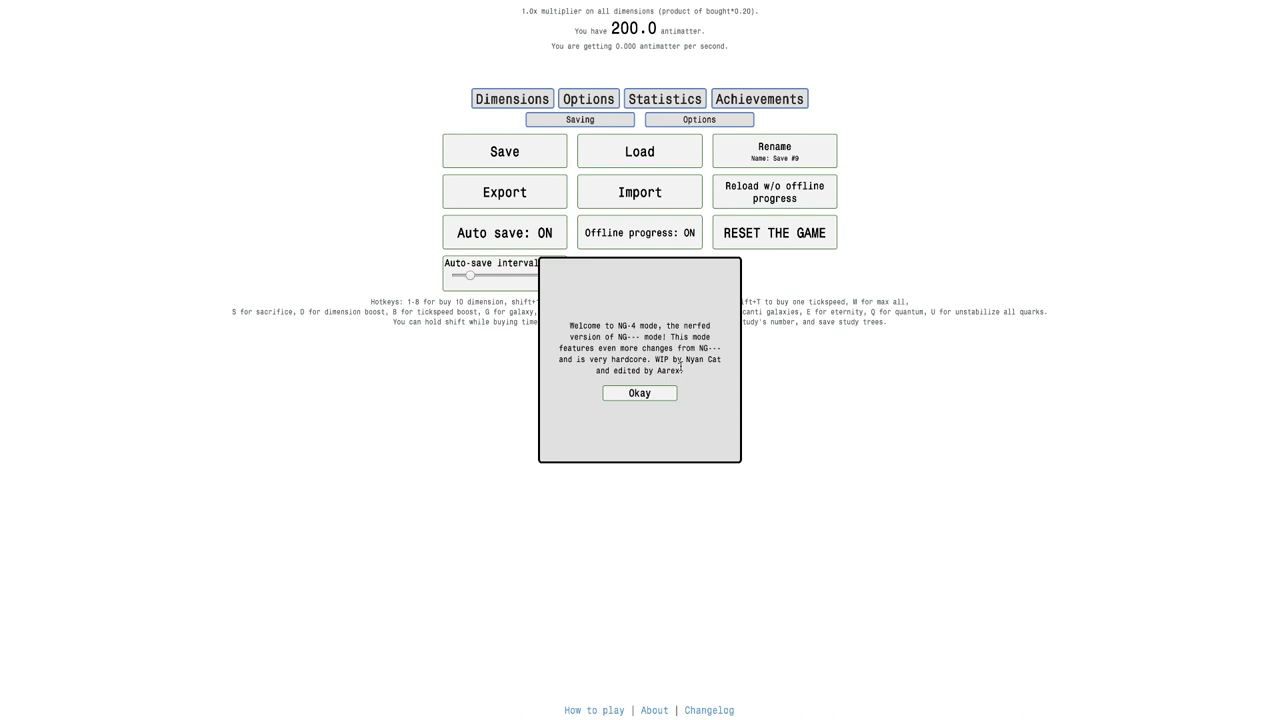 1.0x multiplier on all dimensions (product of bought*0.20).
You have 200.0 antimatter.
You are getting 0.000 antimatter per second.
Dimensions Options Statistics Achievements
Saving Options
Save Load Rename
Name: Save #9
Export Import Reload w/o offline
progress
Auto save: ON Offline progress: ON RESET THE GAME
Auto-save interval
Hotkeys: 1-8 for buy 10 dimension, shift+T to buy one tickspeed, M for max all,
S for sacrifice, D for dimension boost, B for tickspeed boost, G for galaxy, galaxies, E for eternity, Q for quantum, U for unstabilize all quarks.
You can hold shift while buying time study's number, and save study trees.
Welcome to NG-4 mode, the nerfed
version of NG--- mode! This mode
features even more changes from NG---
and is very hardcore. WIP by Nyan Cat
and edited by Aarex.
Okay
How to play | About | Changelog